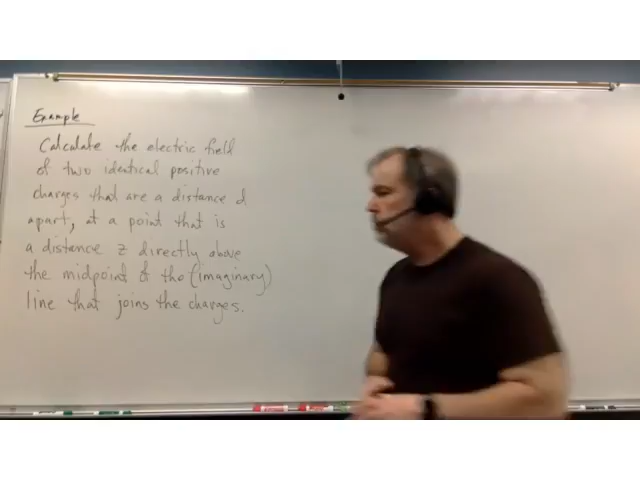 Example
Calculate the electric field
of two identical positive
charges that are a distance d
apart, at a point that is
a distance z directly above
the midpoint of the (imaginary)
line that joins the charges.